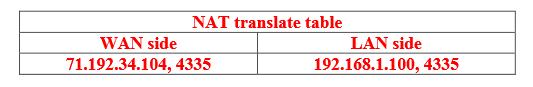 NAT translate table
WAN side LAN side
71.192.34.104, 4335 192.168.1.100, 4335